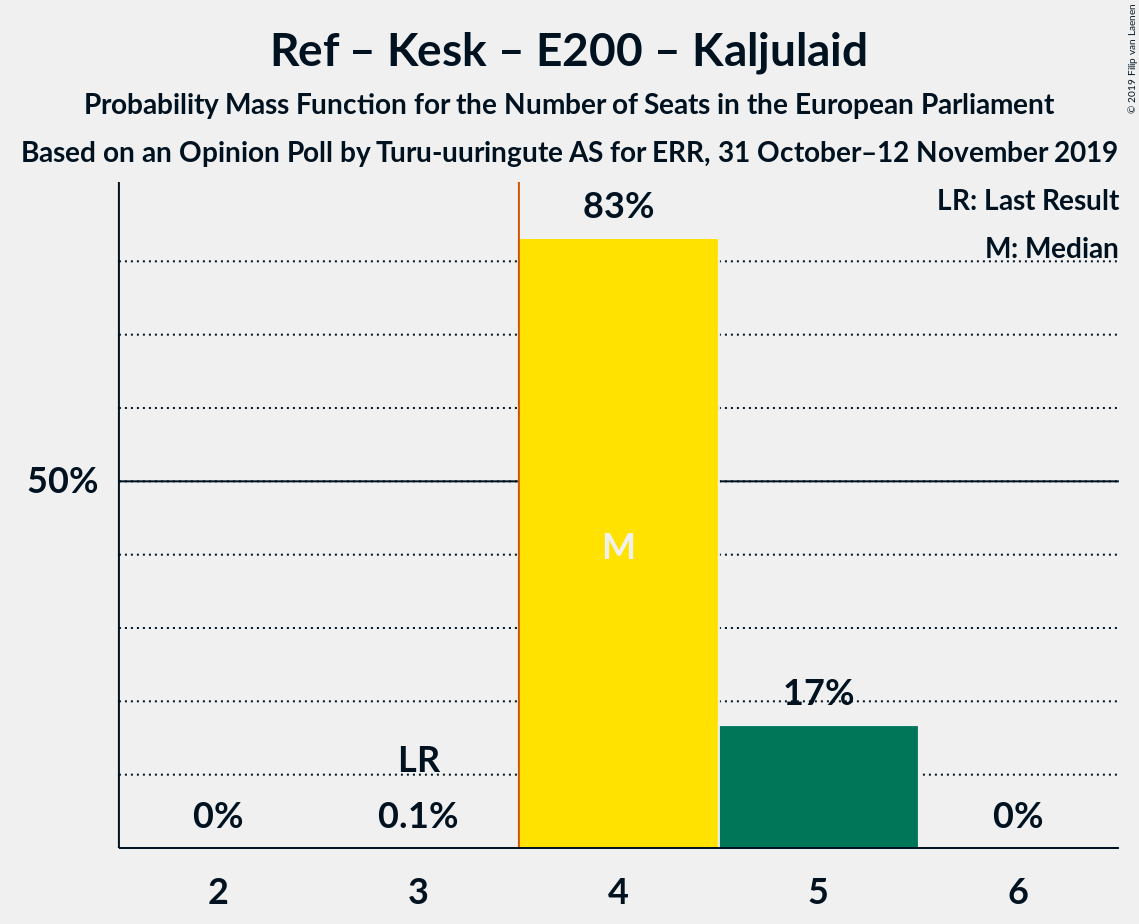 Ref – Kesk – E200 – Kaljulaid
Probability Mass Function for the Number of Seats in the European Parliament
Based on an Opinion Poll by Turu-uuringute AS for ERR, 31 October–12 November 2019
© 2019 Filip van Laenen
LR: Last Result
M: Median
83%
50%
M
17%
LR
0%
0.1%
0%
2
3
4
5
6